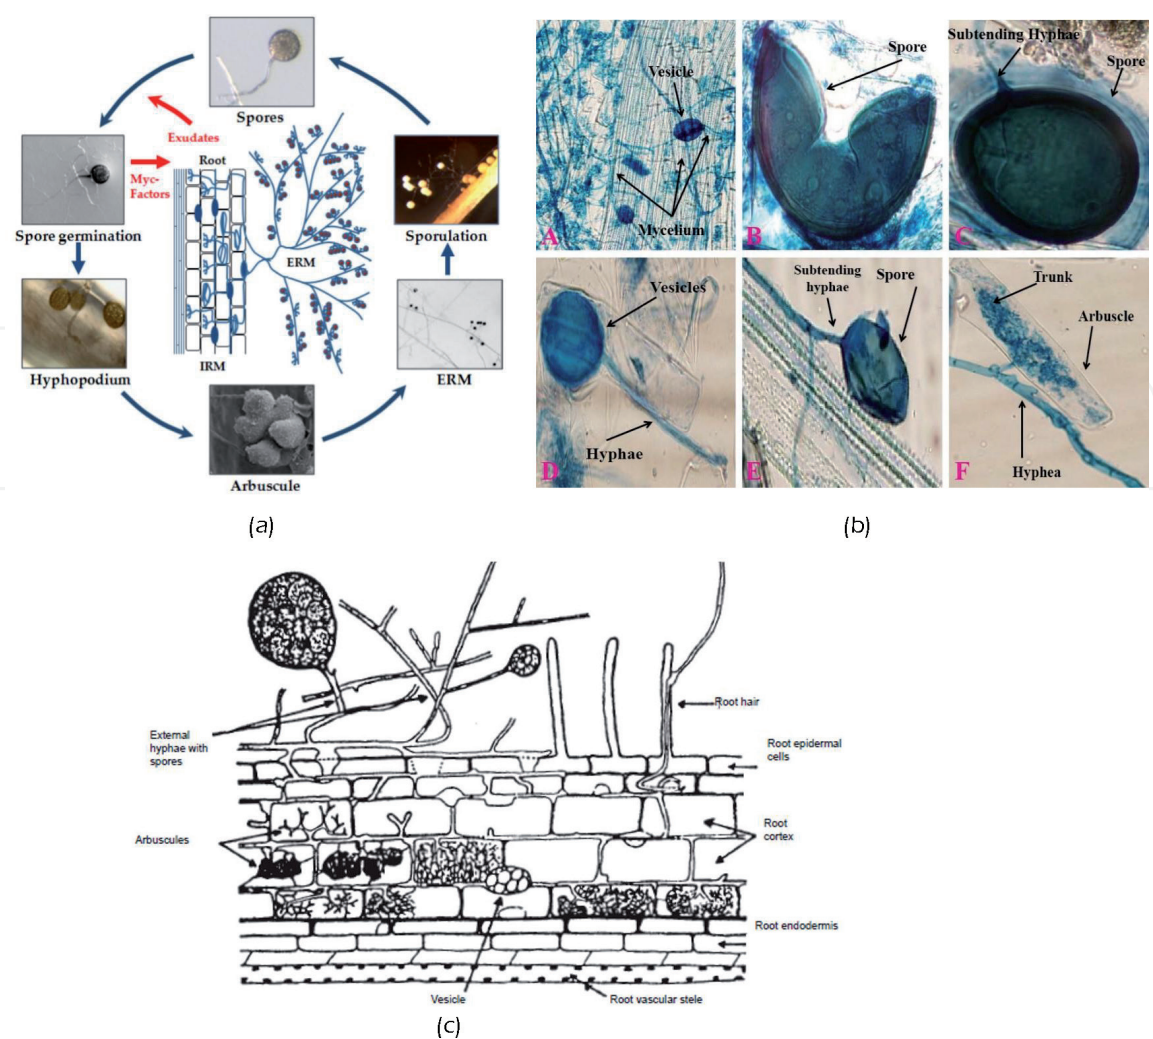 Spores
Exudates
Root
Myc-
Factors
Spore germination
ERM
Sporulation
Hyphopodium
IRM
ERM
Arbuscule
(a)
Vesicle
Mycelium
A
Spore
B
Subtending Hyphae
Spore
C
Vesicles
Hyphae
D
Subtending
hyphae
Spore
E
Trunk
Arbuscle
Hyphea
F
(b)
External
hyphae with
spores
Root hair
Root epidermal
cells
Arbuscules
Root
cortex
Root endodermis
Vesicle
Root vascular stele
(c)